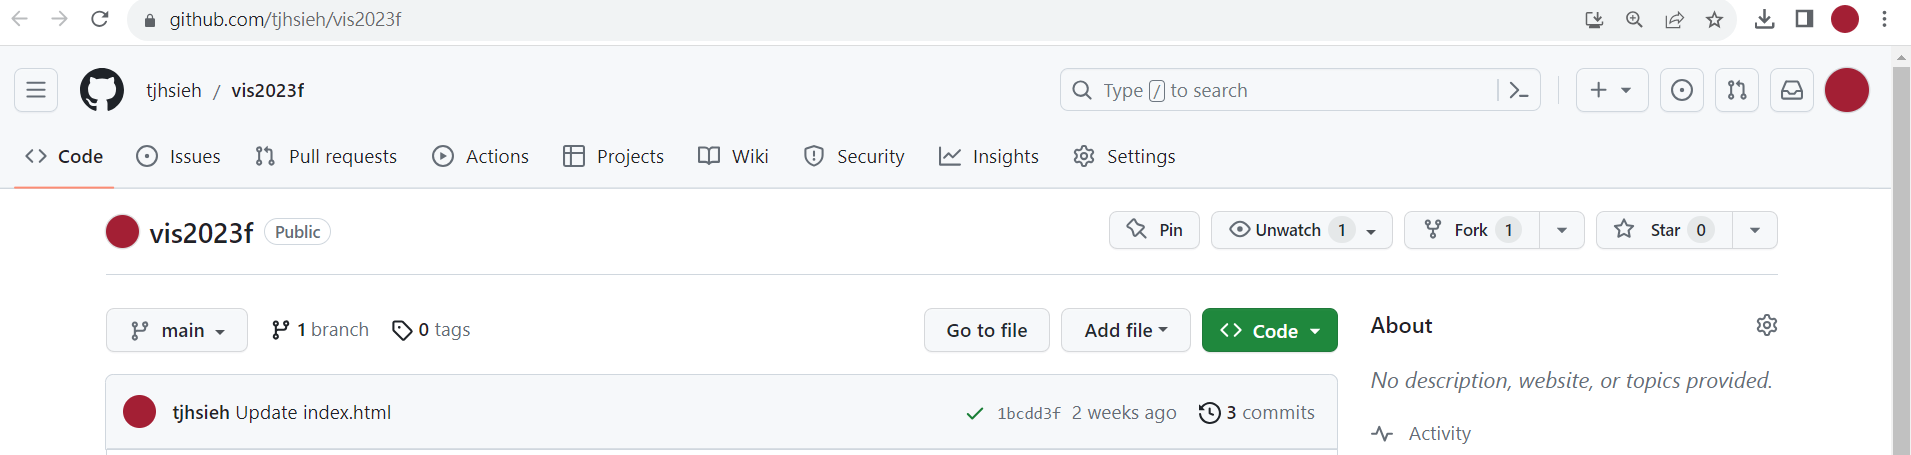 github.com/tjhsieh/vis2023f
tjhsieh / vis2023f
Type / to search
Code Issues Pull requests Actions Projects Wiki Security Insights Settings
vis2023f Public
Pin Unwatch 1 Fork 1 Star 0
main 1 branch 0 tags Go to file Add file Code
About
No description, website, or topics provided.
tjhsieh Update index.html 1bcdd3f 2 weeks ago 3 commits
Activity